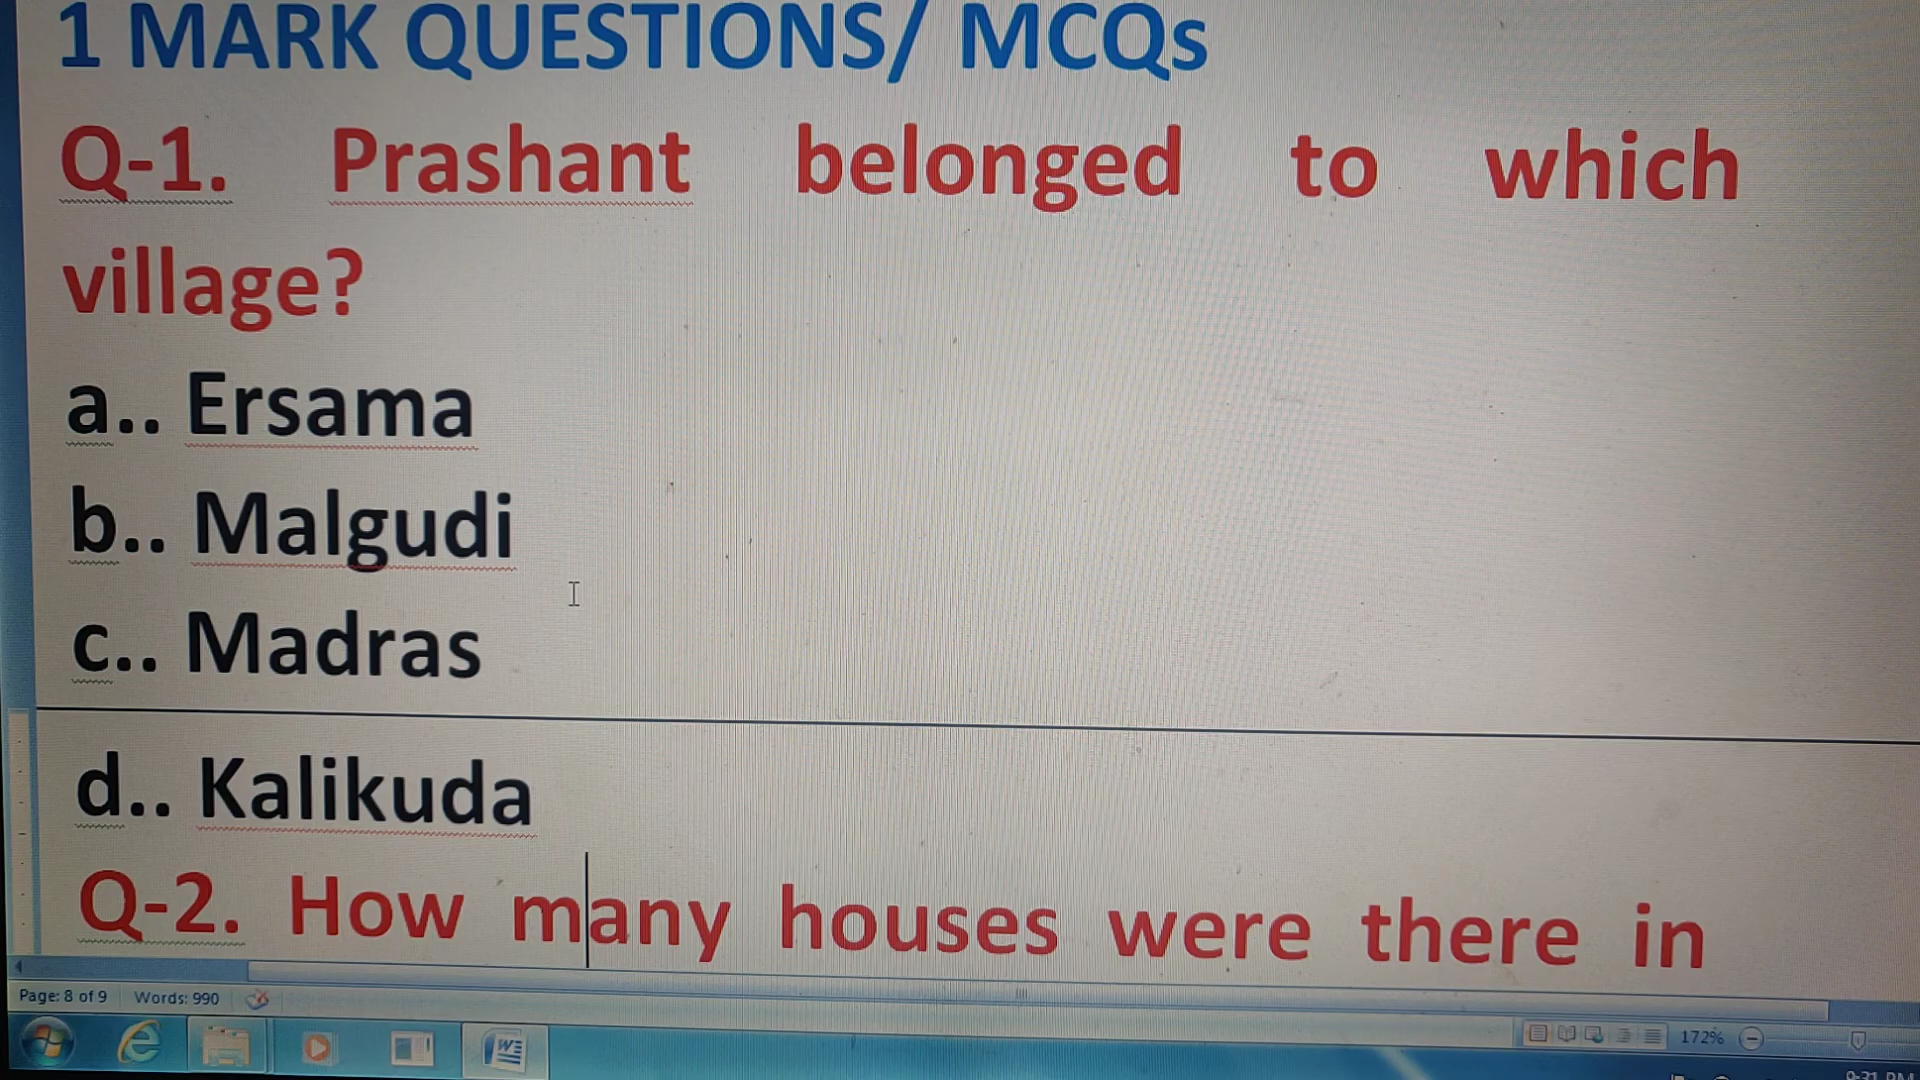 1 MARK QUESTIONS/ MCQs
Q-1. Prashant belonged to which
village?
a.. Ersama
b.. Malgudi
c.. Madras
d.. Kalikuda
Q-2. How many houses were there in
Page: 8 of 9 Words: 990
172%